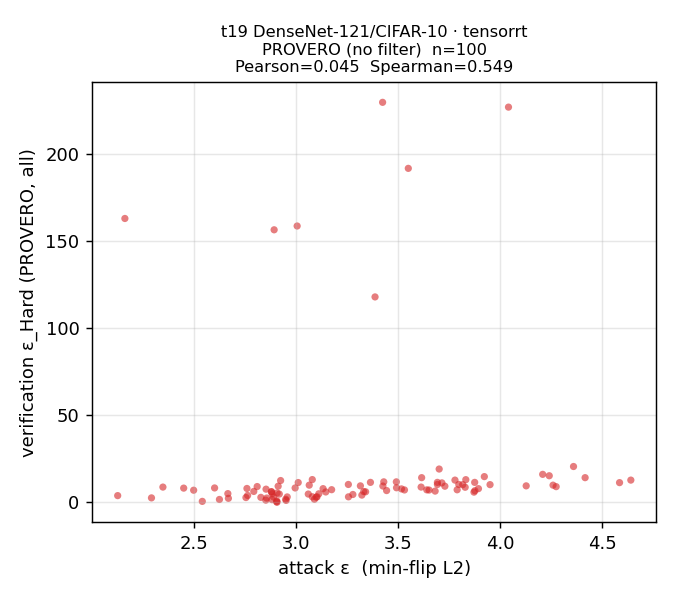 t19 DenseNet-121/CIFAR-10 · tensorrt
PROVERO (no filter)  n=100
Pearson=0.045  Spearman=0.549
verification ε_Hard (PROVERO, all)
200
150
100
50
0
2.5 3.0 3.5 4.0 4.5
attack ε  (min-flip L2)